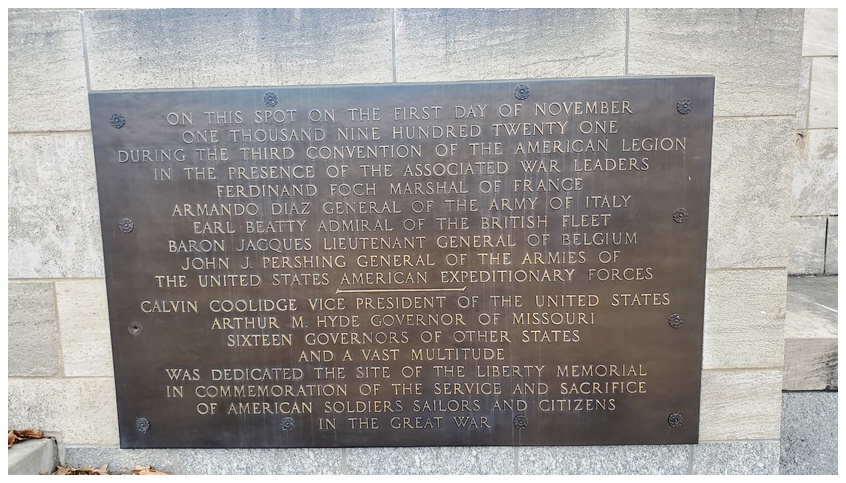 ON THIS SPOT ON THE FIRST DAY OF NOVEMBER
ONE THOUSAND NINE HUNDRED TWENTY ONE
DURING THE THIRD CONVENTION OF THE AMERICAN LEGION
IN THE PRESENCE OF THE ASSOCIATED WAR LEADERS
FERDINAND FOCH MARSHAL OF FRANCE
ARMANDO DIAZ GENERAL OF THE ARMY OF ITALY
EARL BEATTY ADMIRAL OF THE BRITISH FLEET
BARON JACQUES LIEUTENANT GENERAL OF BELGIUM
JOHN J. PERSHING GENERAL OF THE ARMIES OF
THE UNITED STATES AMERICAN EXPEDITIONARY FORCES
CALVIN COOLIDGE VICE PRESIDENT OF THE UNITED STATES
ARTHUR M. HYDE GOVERNOR OF MISSOURI
SIXTEEN GOVERNORS OF OTHER STATES
AND A VAST MULTITUDE
WAS DEDICATED THE SITE OF THE LIBERTY MEMORIAL
IN COMMEMORATION OF THE SERVICE AND SACRIFICE
OF AMERICAN SOLDIERS SAILORS AND CITIZENS
IN THE GREAT WAR